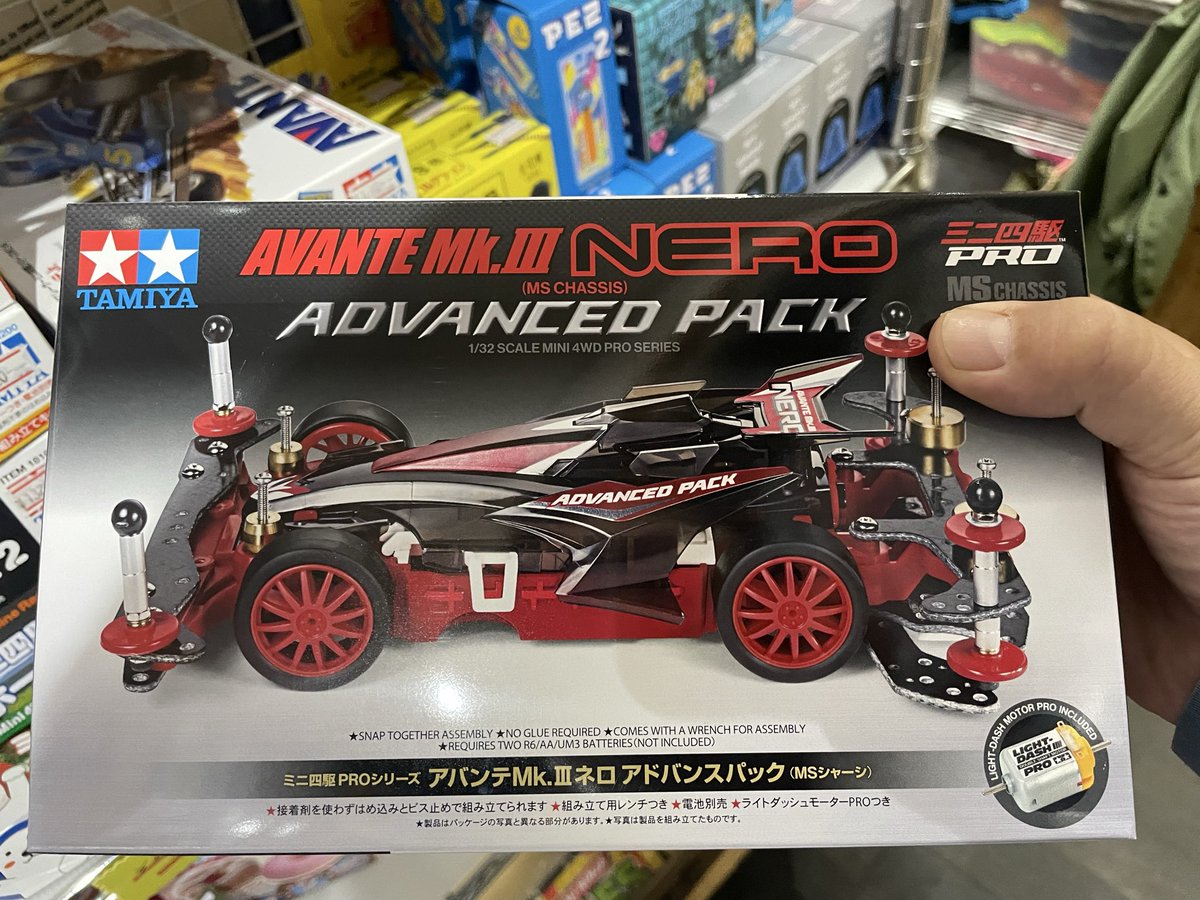 AVANTE
PEZ
2
PEZ
TAMIYA
AVANTE Mk.III NERO
(MS CHASSIS)
ADVANCED PACK
1/32 SCALE MINI 4WD PRO SERIES
ミニ四駆
PRO
MS CHASSIS
NERO
AVANTE Mk.III
ADVANCED PACK
★SNAP TOGETHER ASSEMBLY ★NO GLUE REQUIRED ★COMES WITH A WRENCH FOR ASSEMBLY
★REQUIRES TWO R6/AA/UM3 BATTERIES (NOT INCLUDED)
ミニ四駆 PROシリーズ アバンテMk.Ⅲネロ アドバンスパック (MSシャーシ)
★接着剤を使わずはめ込みとビス止めで組み立てられます ★組み立て用レンチつき ★電池別売 ★ライトダッシュモーターPROつき
★製品はパッケージの写真と異なる部分があります。★写真は製品を組み立てたものです。
LIGHT-DASH MOTOR PRO INCLUDED
LIGHT-
DASH
PRO